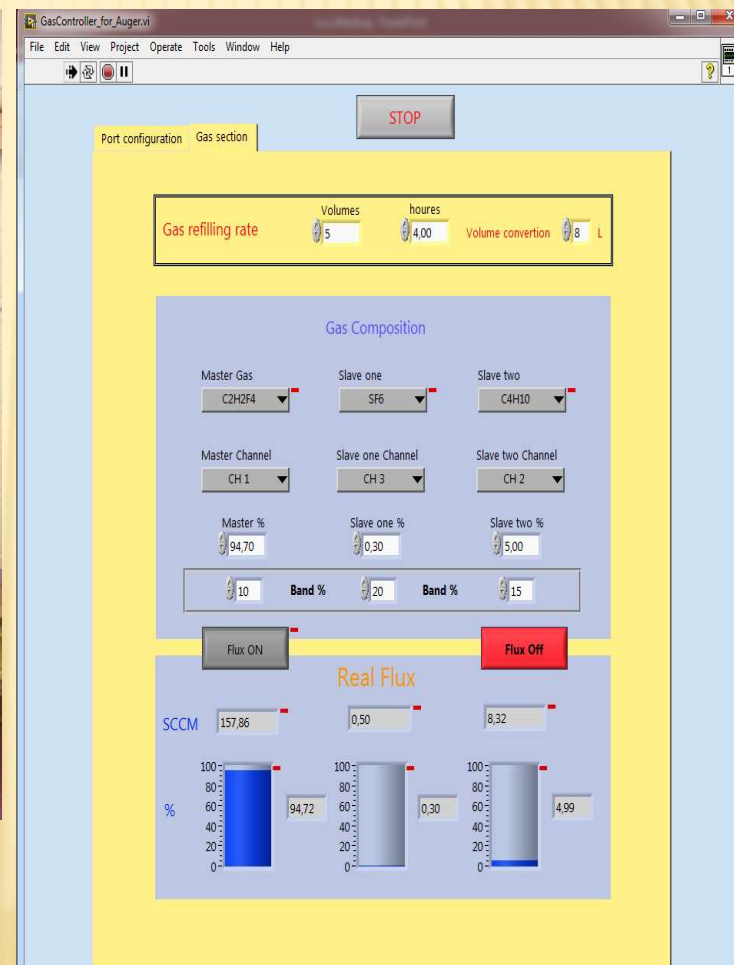 GasController_for_Auger.vi
File Edit View Project Operate Tools Window Help
STOP
Port configuration Gas section
Volumes houres
Gas refilling rate 5 4,00 Volume convertion 8 L
Gas Composition
Master Gas Slave one Slave two
C2H2F4 SF6 C4H10
Master Channel Slave one Channel Slave two Channel
CH 1 CH 3 CH 2
Master % Slave one % Slave two %
94,70 0,30 5,00
10 Band % 20 Band % 15
Flux ON Flux Off
Real Flux
SCCM 157,86 0,50 8,32
100 100 100
80 80 80
% 60 94,72 60 0,30 60 4,99
40 40 40
20 20 20
0 0 0